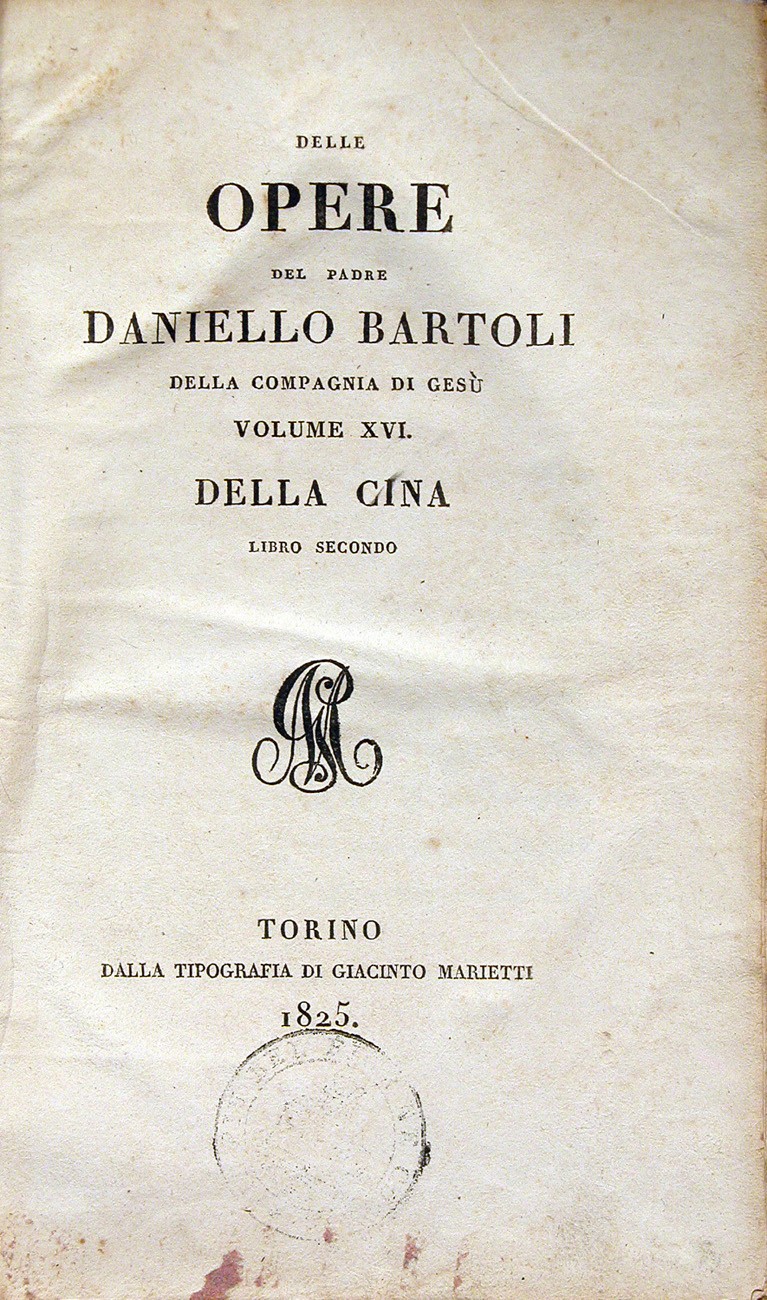 DELLE
OPERE
DEL PADRE
DANIELLO BARTOLI
DELLA COMPAGNIA DI GESÙ
VOLUME XVI.
DELLA CINA
LIBRO SECONDO
TORINO
DALLA TIPOGRAFIA DI GIACINTO MARIETTI
1825.